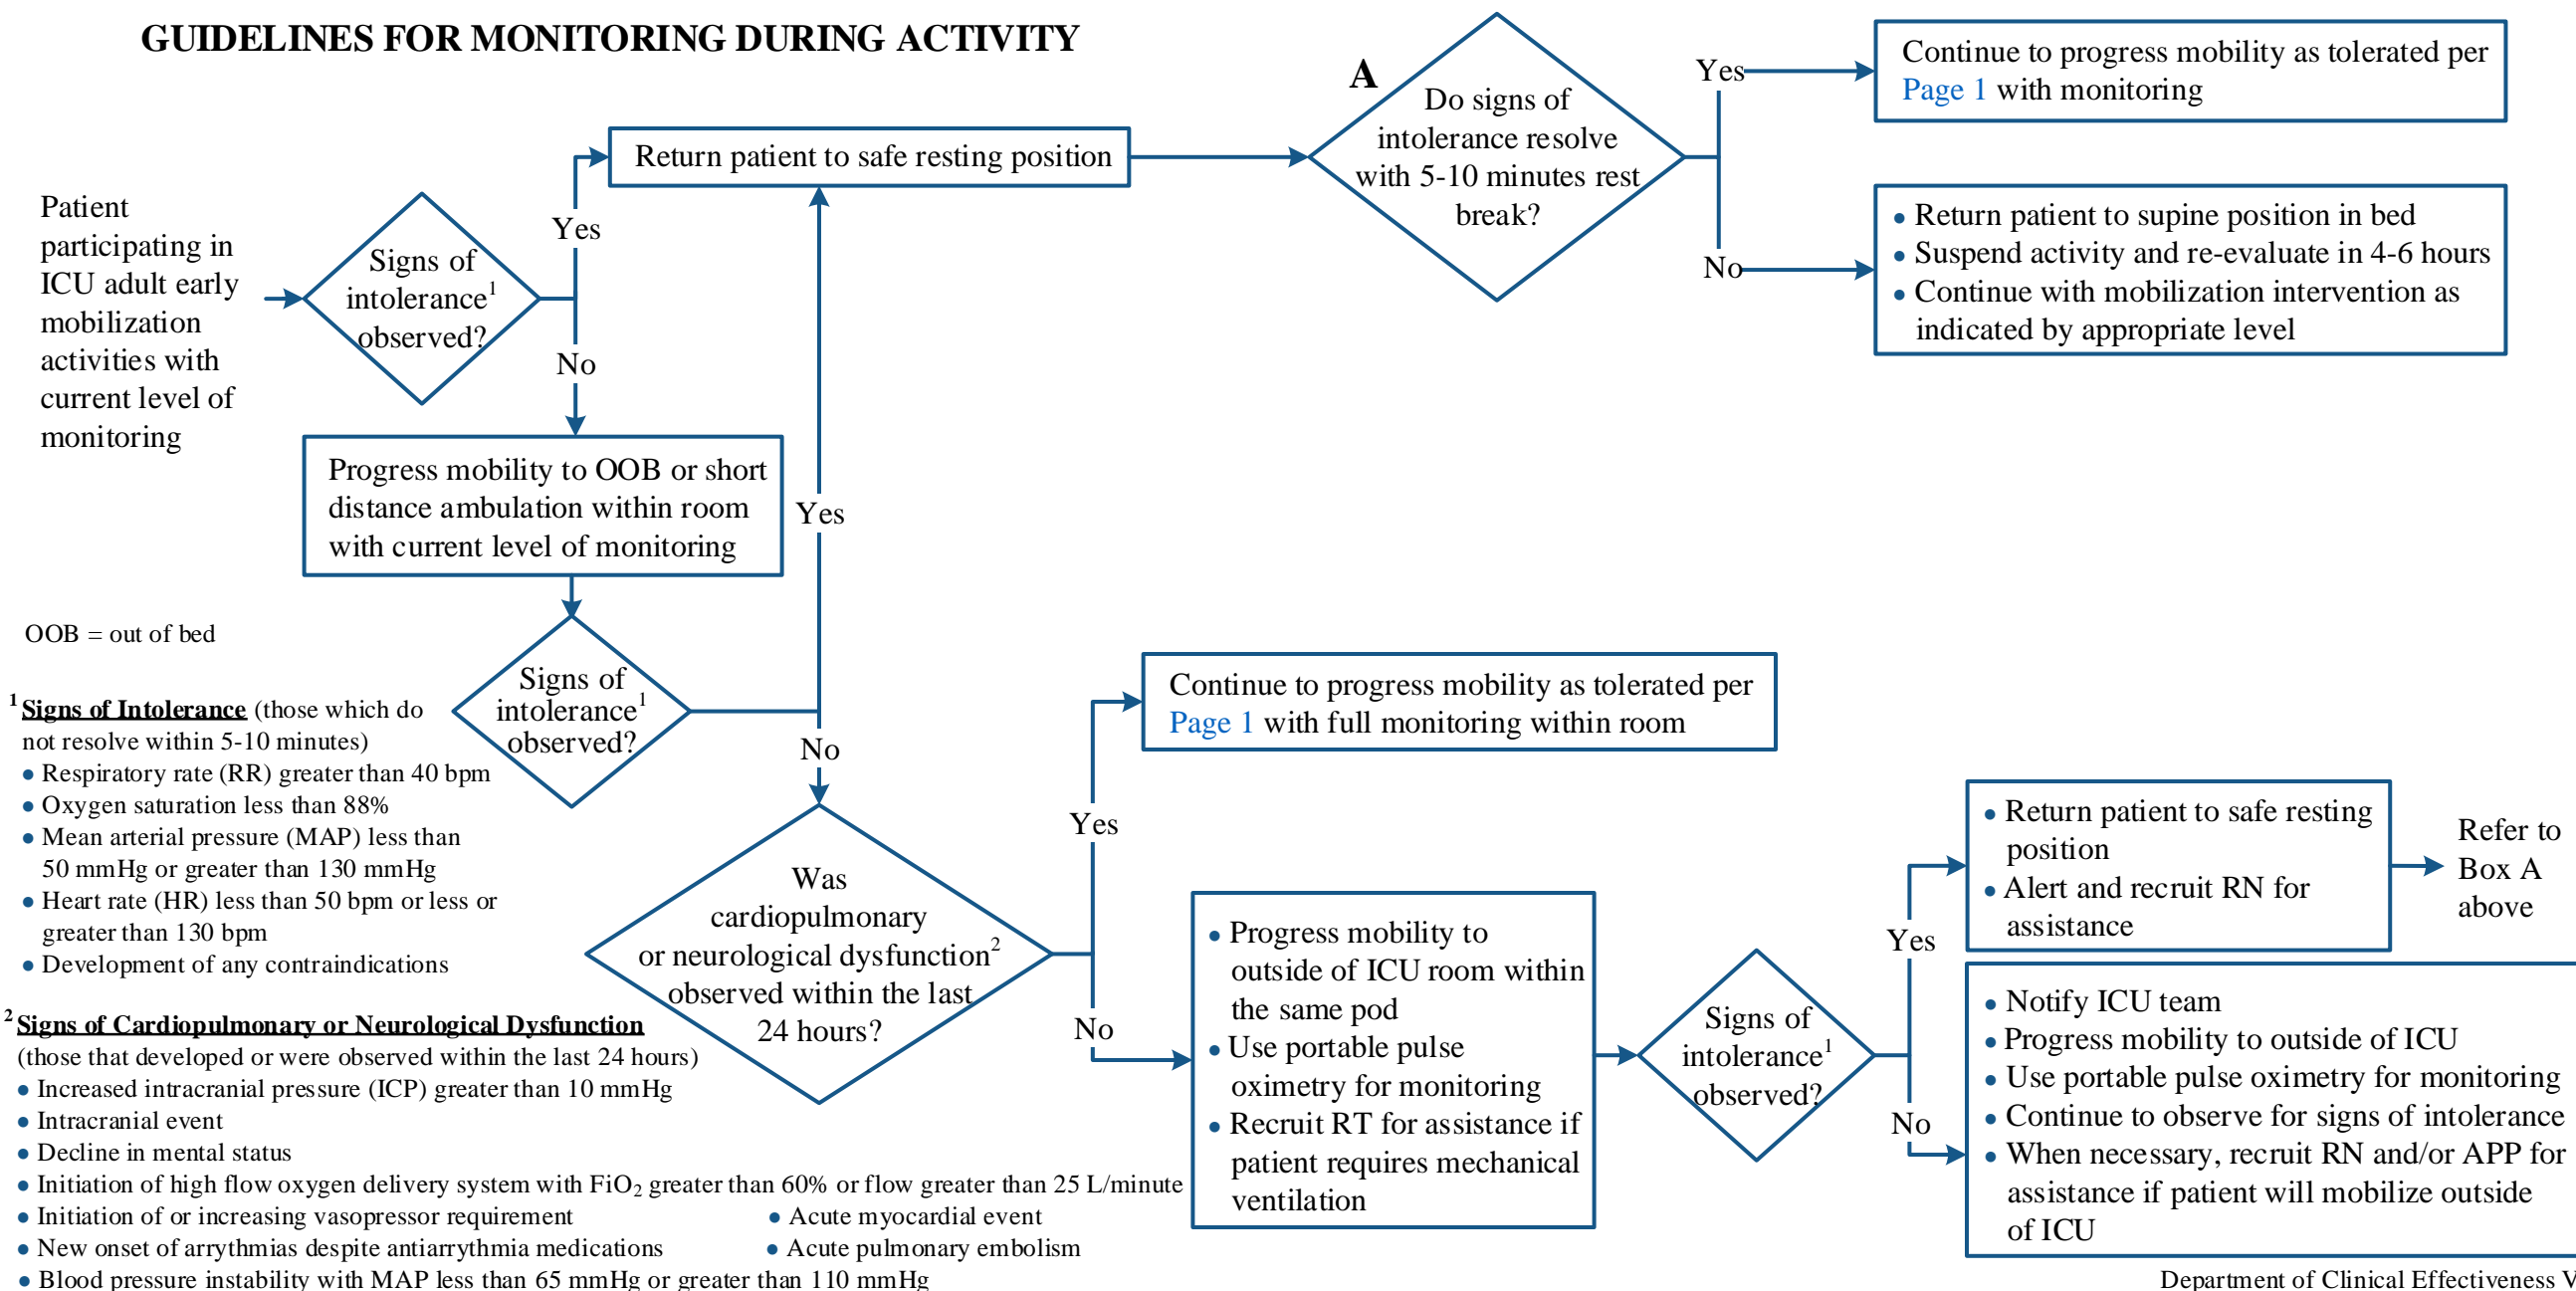 GUIDELINES FOR MONITORING DURING ACTIVITY
Patient
participating in
ICU adult early
mobilization
activities with
current level of
monitoring
Signs of
intolerance¹
observed?
Yes
No
Return patient to safe resting position
A
Do signs of
intolerance resolve
with 5-10 minutes rest
break?
Yes
Continue to progress mobility as tolerated per
Page 1 with monitoring
No
• Return patient to supine position in bed
• Suspend activity and re-evaluate in 4-6 hours
• Continue with mobilization intervention as
indicated by appropriate level
Progress mobility to OOB or short
distance ambulation within room
with current level of monitoring
Signs of
intolerance¹
observed?
Yes
No
Was
cardiopulmonary
or neurological dysfunction²
observed within the last
24 hours?
Yes
Continue to progress mobility as tolerated per
Page 1 with full monitoring within room
No
• Progress mobility to
outside of ICU room within
the same pod
• Use portable pulse
oximetry for monitoring
• Recruit RT for assistance if
patient requires mechanical
ventilation
Signs of
intolerance¹
observed?
Yes
• Return patient to safe resting
position
• Alert and recruit RN for
assistance
Refer to
Box A
above
No
• Notify ICU team
• Progress mobility to outside of ICU
• Use portable pulse oximetry for monitoring
• Continue to observe for signs of intolerance
• When necessary, recruit RN and/or APP for
assistance if patient will mobilize outside
of ICU
OOB = out of bed
¹ Signs of Intolerance (those which do
not resolve within 5-10 minutes)
• Respiratory rate (RR) greater than 40 bpm
• Oxygen saturation less than 88%
• Mean arterial pressure (MAP) less than
50 mmHg or greater than 130 mmHg
• Heart rate (HR) less than 50 bpm or less or
greater than 130 bpm
• Development of any contraindications
² Signs of Cardiopulmonary or Neurological Dysfunction
(those that developed or were observed within the last 24 hours)
• Increased intracranial pressure (ICP) greater than 10 mmHg
• Intracranial event
• Decline in mental status
• Initiation of high flow oxygen delivery system with FiO₂ greater than 60% or flow greater than 25 L/minute
• Initiation of or increasing vasopressor requirement
• Acute myocardial event
• New onset of arrythmias despite antiarrythmia medications
• Acute pulmonary embolism
• Blood pressure instability with MAP less than 65 mmHg or greater than 110 mmHg
Department of Clinical Effectiveness V